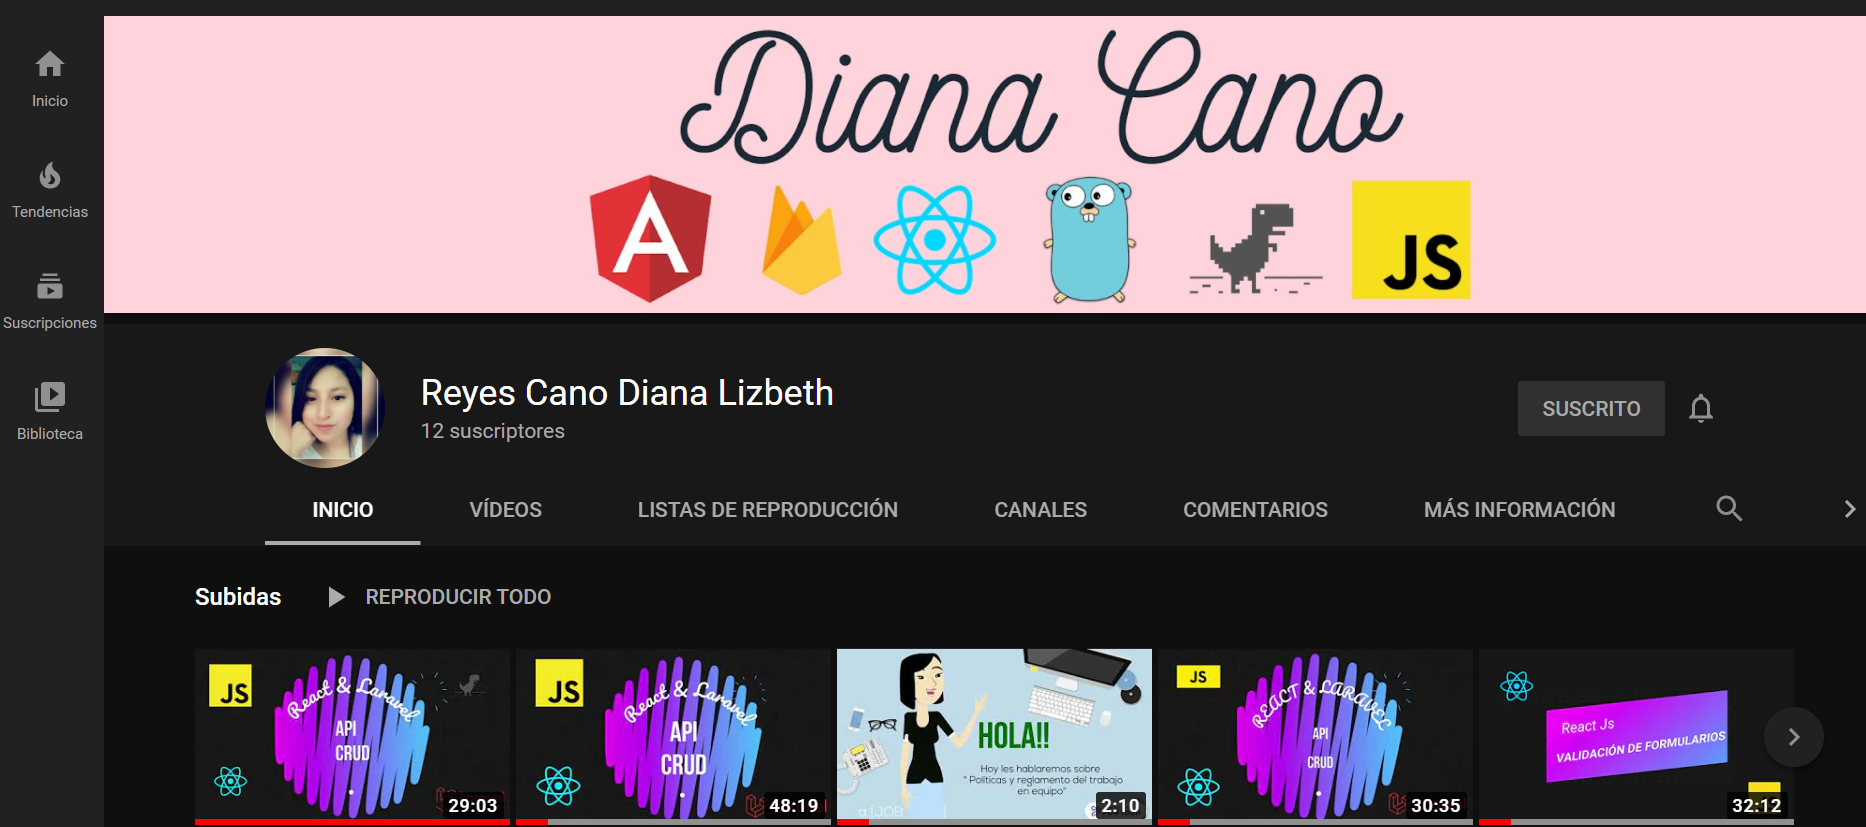 Diana Cano
JS
Inicio
Tendencias
Suscripciones
Biblioteca
Reyes Cano Diana Lizbeth
12 suscriptores
SUSCRITO
INICIO
VÍDEOS
LISTAS DE REPRODUCCIÓN
CANALES
COMENTARIOS
MÁS INFORMACIÓN
Subidas
REPRODUCIR TODO
JS
React & Laravel
API
CRUD
29:03
JS
React & Laravel
API
CRUD
48:19
HOLA!!
Hoy les hablaremos sobre
" Políticas y reglamento del trabajo
en equipo"
2:10
JS
REACT & LARAVEL
API
CRUD
30:35
React Js
VALIDACIÓN DE FORMULARIOS
32:12